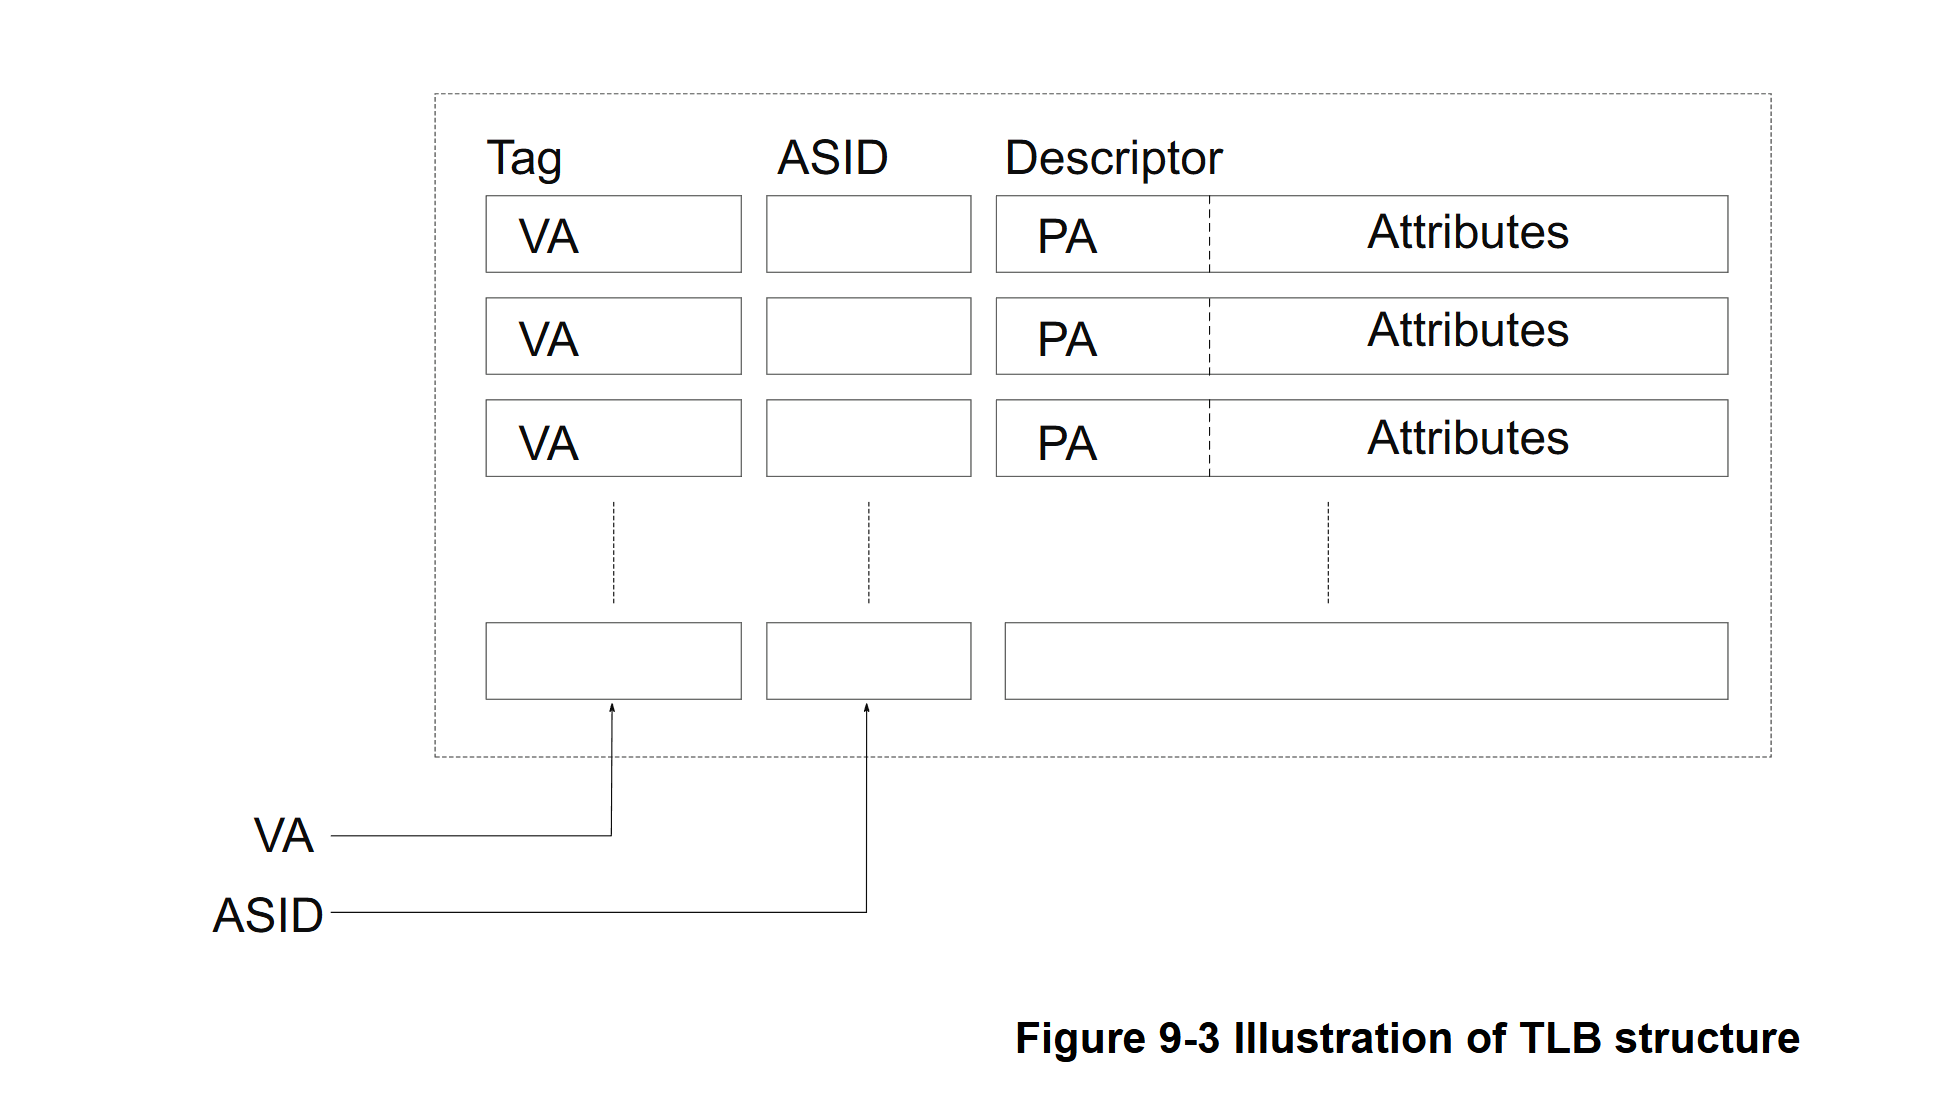 Tag ASID Descriptor
VA PA Attributes
VA PA Attributes
VA PA Attributes
VA
ASID
Figure 9-3 Illustration of TLB structure